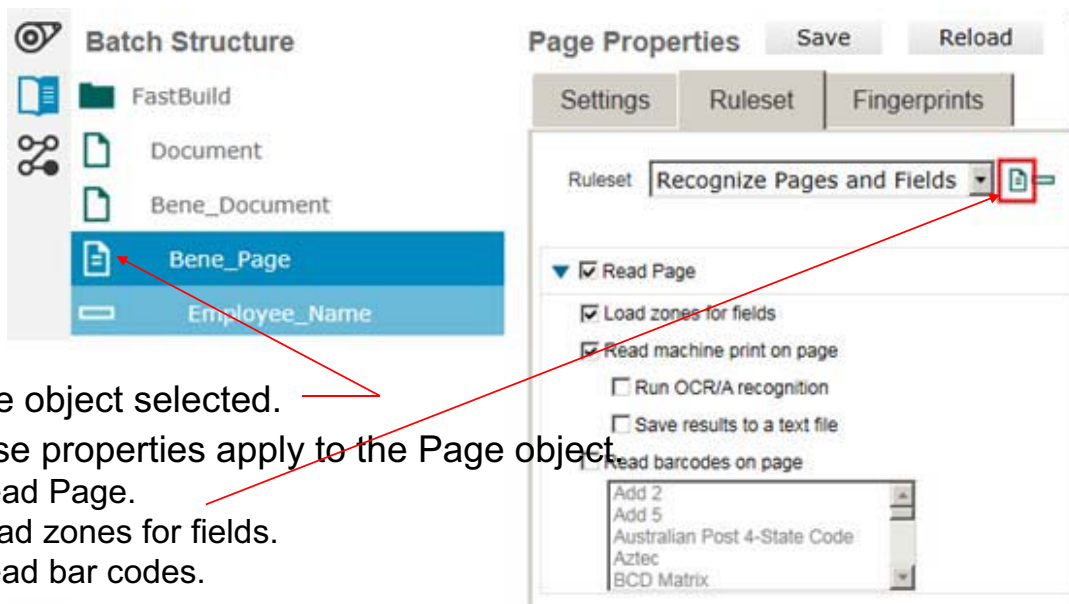 Batch Structure
FastBuild
Document
Bene_Document
Bene_Page
Employee_Name
Page Properties Save Reload
Settings Ruleset Fingerprints
Ruleset Recognize Pages and Fields
Read Page
Load zones for fields
Read machine print on page
Run OCR/A recognition
Save results to a text file
Read barcodes on page
Add 2
Add 5
Australian Post 4-State Code
Aztec
BCD Matrix
e object selected.
se properties apply to the Page object.
ead Page.
ad zones for fields.
ead bar codes.